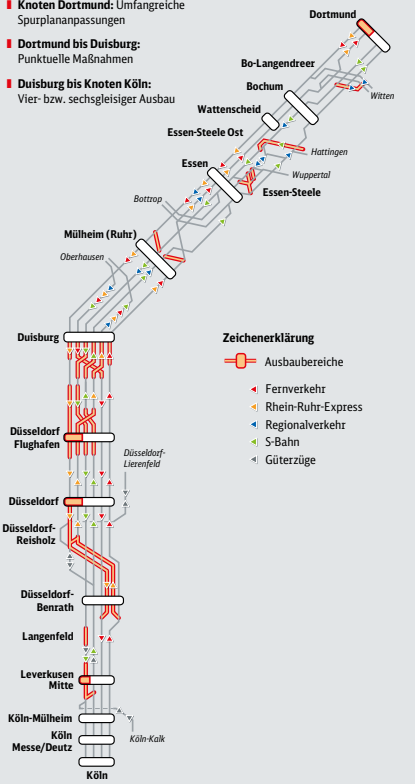 Knoten Dortmund: Umfangreiche
Spurplananpassungen
Dortmund bis Duisburg:
Punktuelle Maßnahmen
Duisburg bis Knoten Köln:
Vier- bzw. sechsgleisiger Ausbau
Dortmund
Bo-Langendreer
Bochum
Witten
Wattenscheid
Essen-Steele Ost
Hattingen
Essen
Wuppertal
Essen-Steele
Bottrop
Mülheim (Ruhr)
Oberhausen
Duisburg
Zeichenerklärung
Ausbaubereiche
Fernverkehr
Rhein-Ruhr-Express
Regionalverkehr
S-Bahn
Güterzüge
Düsseldorf
Flughafen
Düsseldorf-
Lierenfeld
Düsseldorf
Düsseldorf-
Reisholz
Düsseldorf-
Benrath
Langenfeld
Leverkusen
Mitte
Köln-Mülheim
Köln
Messe/Deutz
Köln-Kalk
Köln